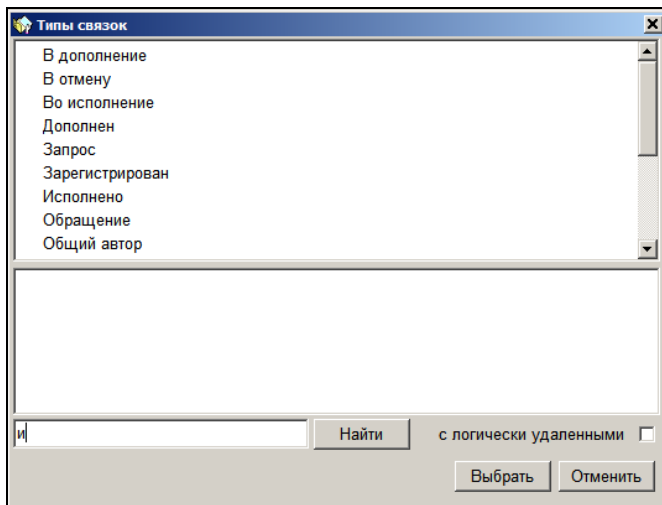 Типы связок
В дополнение
В отмену
Во исполнение
Дополнен
Запрос
Зарегистрирован
Исполнено
Обращение
Общий автор
и
Найти
с логически удаленными
Выбрать
Отменить